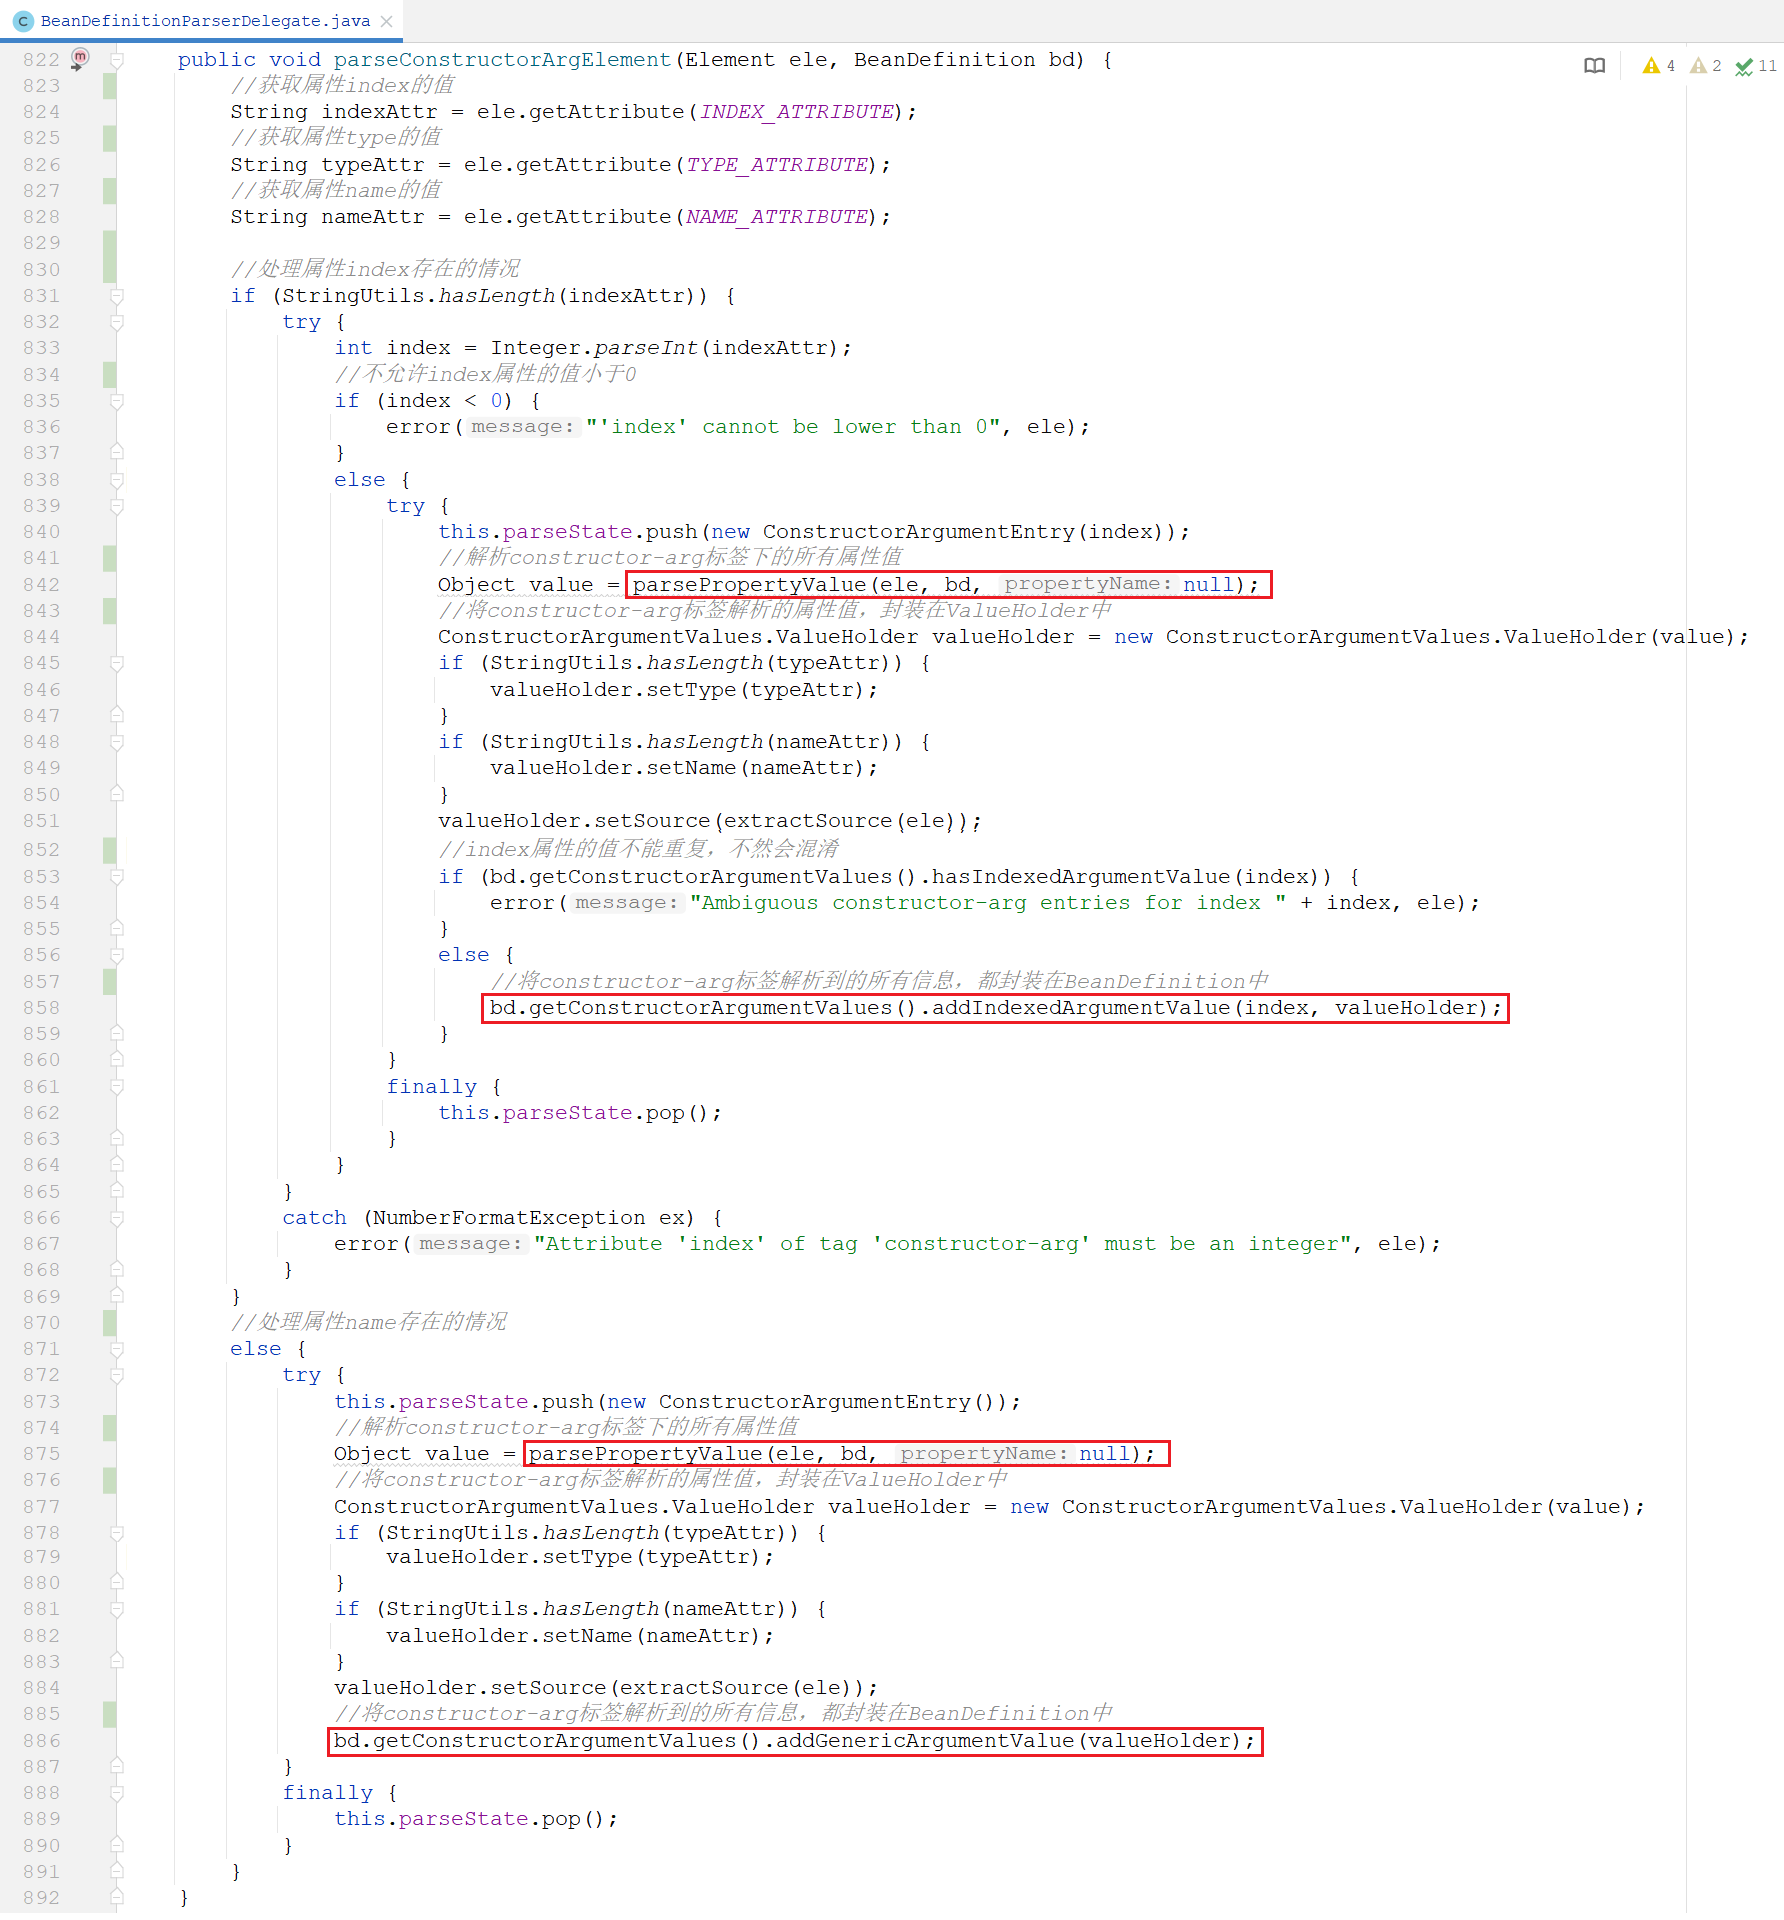 BeanDefinitionParserDelegate.java
4 2 11
822 public void parseConstructorArgElement(Element ele, BeanDefinition bd) {
823 //获取属性index的值
824 String indexAttr = ele.getAttribute(INDEX_ATTRIBUTE);
825 //获取属性type的值
826 String typeAttr = ele.getAttribute(TYPE_ATTRIBUTE);
827 //获取属性name的值
828 String nameAttr = ele.getAttribute(NAME_ATTRIBUTE);
829
830 //处理属性index存在的情况
831 if (StringUtils.hasLength(indexAttr)) {
832 try {
833 int index = Integer.parseInt(indexAttr);
834 //不允许index属性的值小于0
835 if (index < 0) {
836 error( message: "'index' cannot be lower than 0", ele);
837 }
838 else {
839 try {
840 this.parseState.push(new ConstructorArgumentEntry(index));
841 //解析constructor-arg标签下的所有属性值
842 Object value = parsePropertyValue(ele, bd, propertyName: null);
843 //将constructor-arg标签解析的属性值，封装在ValueHolder中
844 ConstructorArgumentValues.ValueHolder valueHolder = new ConstructorArgumentValues.ValueHolder(value);
845 if (StringUtils.hasLength(typeAttr)) {
846 valueHolder.setType(typeAttr);
847 }
848 if (StringUtils.hasLength(nameAttr)) {
849 valueHolder.setName(nameAttr);
850 }
851 valueHolder.setSource(extractSource(ele));
852 //index属性的值不能重复，不然会混淆
853 if (bd.getConstructorArgumentValues().hasIndexedArgumentValue(index)) {
854 error( message: "Ambiguous constructor-arg entries for index " + index, ele);
855 }
856 else {
857 //将constructor-arg标签解析到的所有信息，都封装在BeanDefinition中
858 bd.getConstructorArgumentValues().addIndexedArgumentValue(index, valueHolder);
859 }
860 }
861 finally {
862 this.parseState.pop();
863 }
864 }
865 }
866 catch (NumberFormatException ex) {
867 error( message: "Attribute 'index' of tag 'constructor-arg' must be an integer", ele);
868 }
869 }
870 //处理属性name存在的情况
871 else {
872 try {
873 this.parseState.push(new ConstructorArgumentEntry());
874 //解析constructor-arg标签下的所有属性值
875 Object value = parsePropertyValue(ele, bd, propertyName: null);
876 //将constructor-arg标签解析的属性值，封装在ValueHolder中
877 ConstructorArgumentValues.ValueHolder valueHolder = new ConstructorArgumentValues.ValueHolder(value);
878 if (StringUtils.hasLength(typeAttr)) {
879 valueHolder.setType(typeAttr);
880 }
881 if (StringUtils.hasLength(nameAttr)) {
882 valueHolder.setName(nameAttr);
883 }
884 valueHolder.setSource(extractSource(ele));
885 //将constructor-arg标签解析到的所有信息，都封装在BeanDefinition中
886 bd.getConstructorArgumentValues().addGenericArgumentValue(valueHolder);
887 }
888 finally {
889 this.parseState.pop();
890 }
891 }
892 }